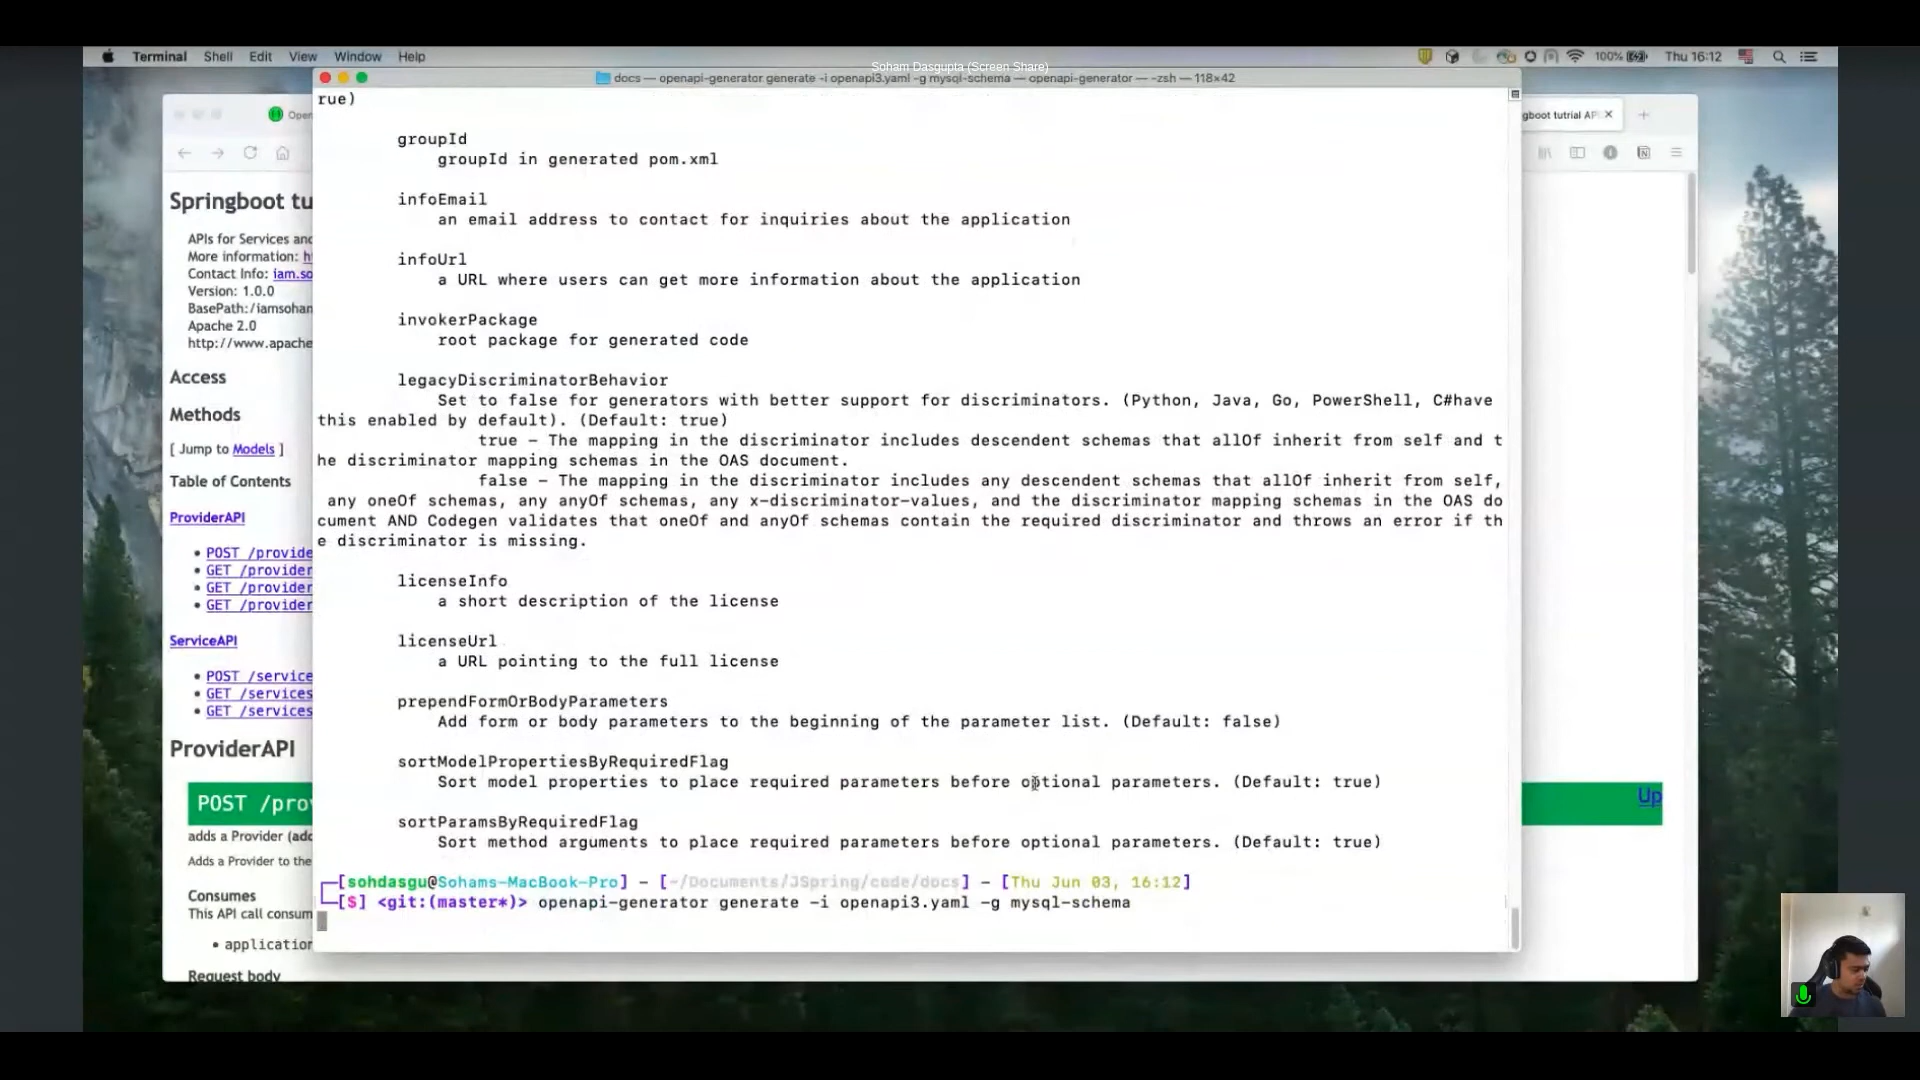 Terminal Shell Edit View Window Help
100%
Thu 16:12
Soham Dasgupta (Screen Share)
docs — openapi-generator generate -i openapi3.yaml -g mysql-schema — openapi-generator — -zsh — 118×42
rue)
groupId
groupId in generated pom.xml
infoEmail
an email address to contact for inquiries about the application
infoUrl
a URL where users can get more information about the application
invokerPackage
root package for generated code
legacyDiscriminatorBehavior
Set to false for generators with better support for discriminators. (Python, Java, Go, PowerShell, C#have
this enabled by default). (Default: true)
true – The mapping in the discriminator includes descendent schemas that allOf inherit from self and t
he discriminator mapping schemas in the OAS document.
false – The mapping in the discriminator includes any descendent schemas that allOf inherit from self,
any oneOf schemas, any anyOf schemas, any x-discriminator-values, and the discriminator mapping schemas in the OAS do
cument AND Codegen validates that oneOf and anyOf schemas contain the required discriminator and throws an error if th
e discriminator is missing.
licenseInfo
a short description of the license
licenseUrl
a URL pointing to the full license
prependFormOrBodyParameters
Add form or body parameters to the beginning of the parameter list. (Default: false)
sortModelPropertiesByRequiredFlag
Sort model properties to place required parameters before optional parameters. (Default: true)
sortParamsByRequiredFlag
Sort method arguments to place required parameters before optional parameters. (Default: true)
[sohdasgu@Sohams-MacBook-Pro] – [~/Documents/JSpring/code/docs] – [Thu Jun 03, 16:12]
[$] <git:(master*)> openapi-generator generate -i openapi3.yaml -g mysql-schema
Open
gboot tutrial AP
Springboot tu
APIs for Services and
More information: h
Contact Info: iam.so
Version: 1.0.0
BasePath:/iamsohan
Apache 2.0
http://www.apache
Access
Methods
[ Jump to Models ]
Table of Contents
ProviderAPI
POST /provide
GET /provider
GET /provider
GET /provider
ServiceAPI
POST /service
GET /services
GET /services
ProviderAPI
POST /pro
Up
adds a Provider (add
Adds a Provider to the
Consumes
This API call consum
application
Request body